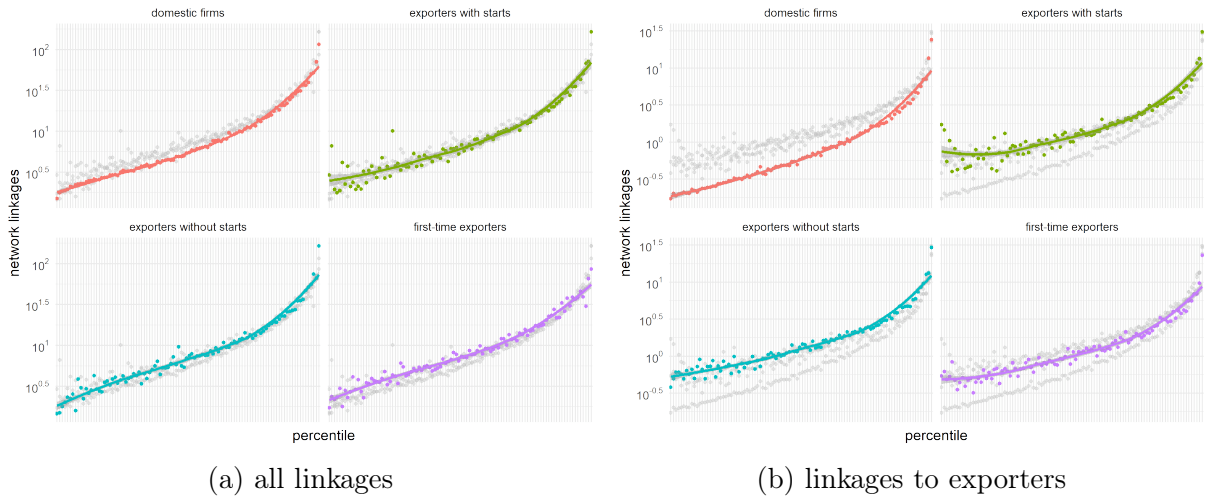 domestic firms
exporters with starts
10^2
10^1.5
10^1
10^0.5
exporters without starts
first-time exporters
10^2
10^1.5
10^1
10^0.5
network linkages
percentile
(a) all linkages
domestic firms
exporters with starts
10^1.5
10^1
10^0.5
10^0
10^-0.5
exporters without starts
first-time exporters
10^1.5
10^1
10^0.5
10^0
10^-0.5
network linkages
percentile
(b) linkages to exporters